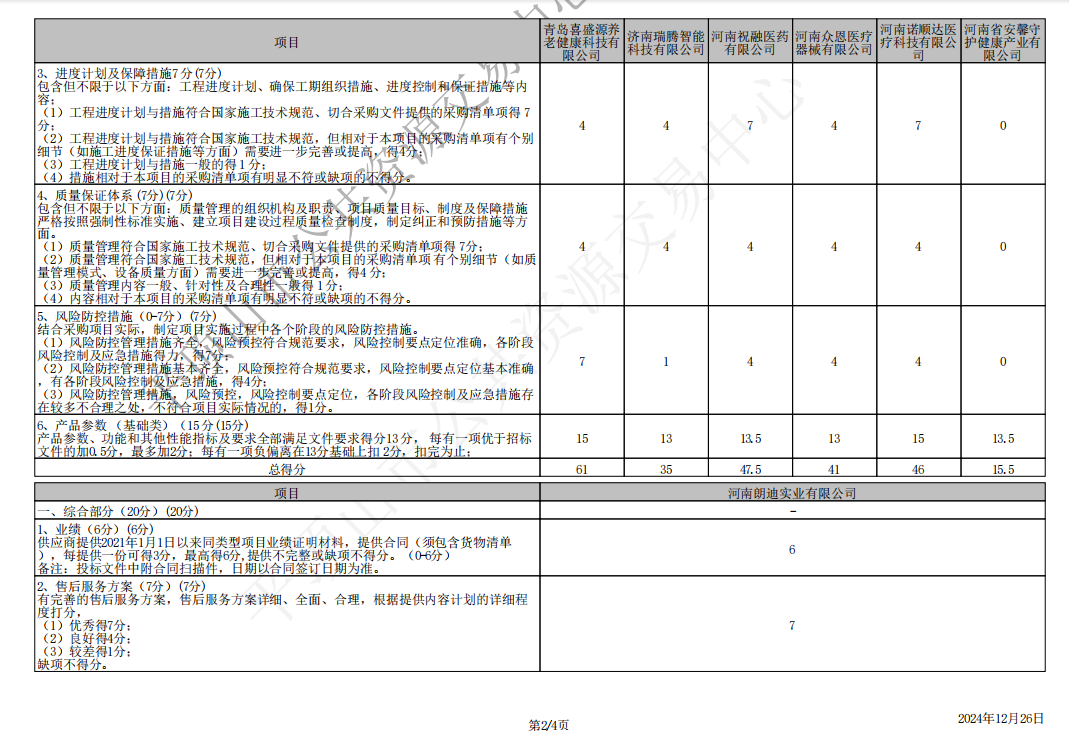 项目 青岛喜盛源养老健康科技有限公司 济南瑞腾智能科技有限公司 河南祝融医药有限公司 河南众恩医疗器械有限公司 河南诺顺达医疗科技有限公司 河南省安馨守护健康产业有限公司
3、进度计划及保障措施7分(7分)
包含但不限于以下方面：工程进度计划、确保工期组织措施、进度控制和保证措施等内
容；
（1）工程进度计划与措施符合国家施工技术规范、切合采购文件提供的采购清单项得 7
分；
（2）工程进度计划与措施符合国家施工技术规范，但相对于本项目的采购清单项有个别
细节（如施工进度保证措施等方面）需要进一步完善或提高，得4分；
（3）工程进度计划与措施一般的得 1 分；
（4）措施相对于本项目的采购清单项有明显不符或缺项的不得分。
4 4 7 4 7 0
4、质量保证体系(7分)(7分)
包含但不限于以下方面：质量管理的组织机构及职责、项目质量目标、制度及保障措施
严格按照强制性标准实施、建立项目建设过程质量检查制度，制定纠正和预防措施等方
面。
（1）质量管理符合国家施工技术规范、切合采购文件提供的采购清单项得 7分；
（2）质量管理符合国家施工技术规范，但相对于本项目的采购清单项 有个别细节（如质
量管理模式、设备质量方面）需要进一步完善或提高，得4 分；
（3）质量管理内容一般、针对性及合理性一般得 1 分；
（4）内容相对于本项目的采购清单项有明显不符或缺项的不得分。
4 4 4 4 4 0
5、风险防控措施（0-7分）(7分)
结合采购项目实际，制定项目实施过程中各个阶段的风险防控措施。
（1）风险防控管理措施齐全，风险预控符合规范要求，风险控制要点定位准确，各阶段
风险控制及应急措施得力，得7分；
（2）风险防控管理措施基本齐全，风险预控符合规范要求，风险控制要点定位基本准确
，有各阶段风险控制及应急措施，得4分；
（3）风险防控管理措施，风险预控，风险控制要点定位，各阶段风险控制及应急措施存
在较多不合理之处，不符合项目实际情况的，得1分。
7 1 4 4 4 0
6、产品参数 （基础类）（15 分(15分)
产品参数、功能和其他性能指标及要求全部满足文件要求得分13 分， 每有一项优于招标
文件的加0.5分，最多加2分；每有一项负偏离在13分基础上扣 2分，扣完为止；
15 13 13.5 13 15 13.5
总得分 61 35 47.5 41 46 15.5
项目 河南朗迪实业有限公司
一、综合部分（20分）(20分) -
1、业绩（6分）(6分)
供应商提供2021年1月1日以来同类型项目业绩证明材料，提供合同（须包含货物清单
），每提供一份可得3分，最高得6分,提供不完整或缺项不得分。（0-6分）
备注：投标文件中附合同扫描件，日期以合同签订日期为准。
6
2、售后服务方案（7分）(7分)
有完善的售后服务方案，售后服务方案详细、全面、合理，根据提供内容计划的详细程
度打分，
（1）优秀得7分；
（2）良好得4分；
（3）较差得1分；
缺项不得分。
7
第2/4页
2024年12月26日
平顶山市公共资源交易中心
平顶山市公共资源交易中心